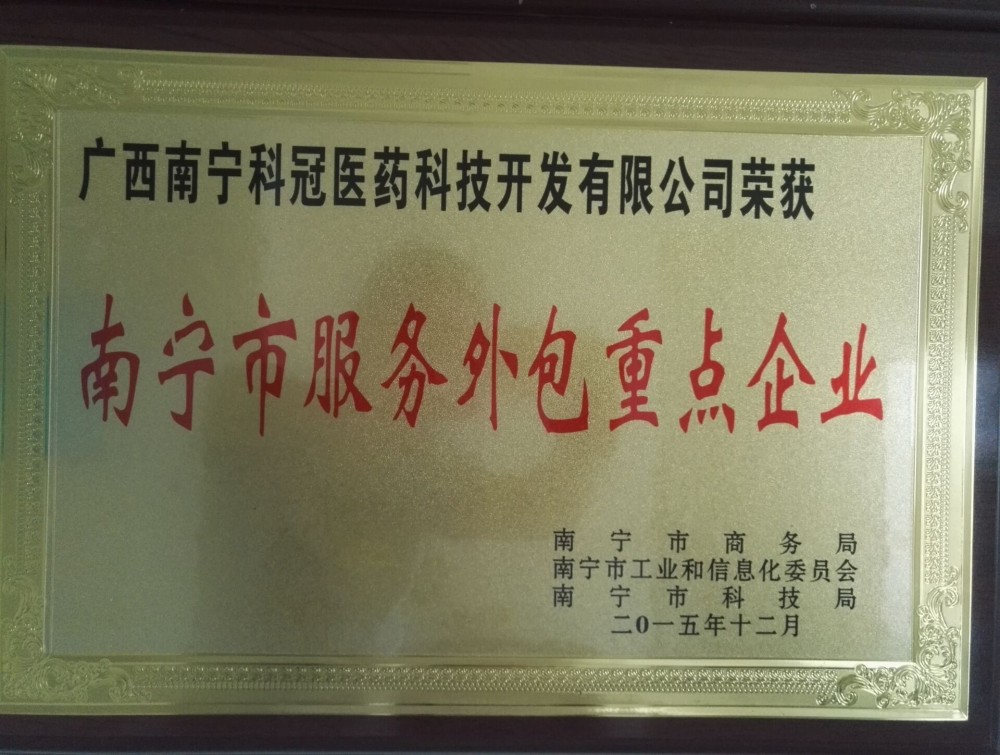 广西南宁科冠医药科技开发有限公司荣获
南宁市服务外包重点企业
南宁市商务局
南宁市工业和信息化委员会
南宁市科技局
二0一五年十二月